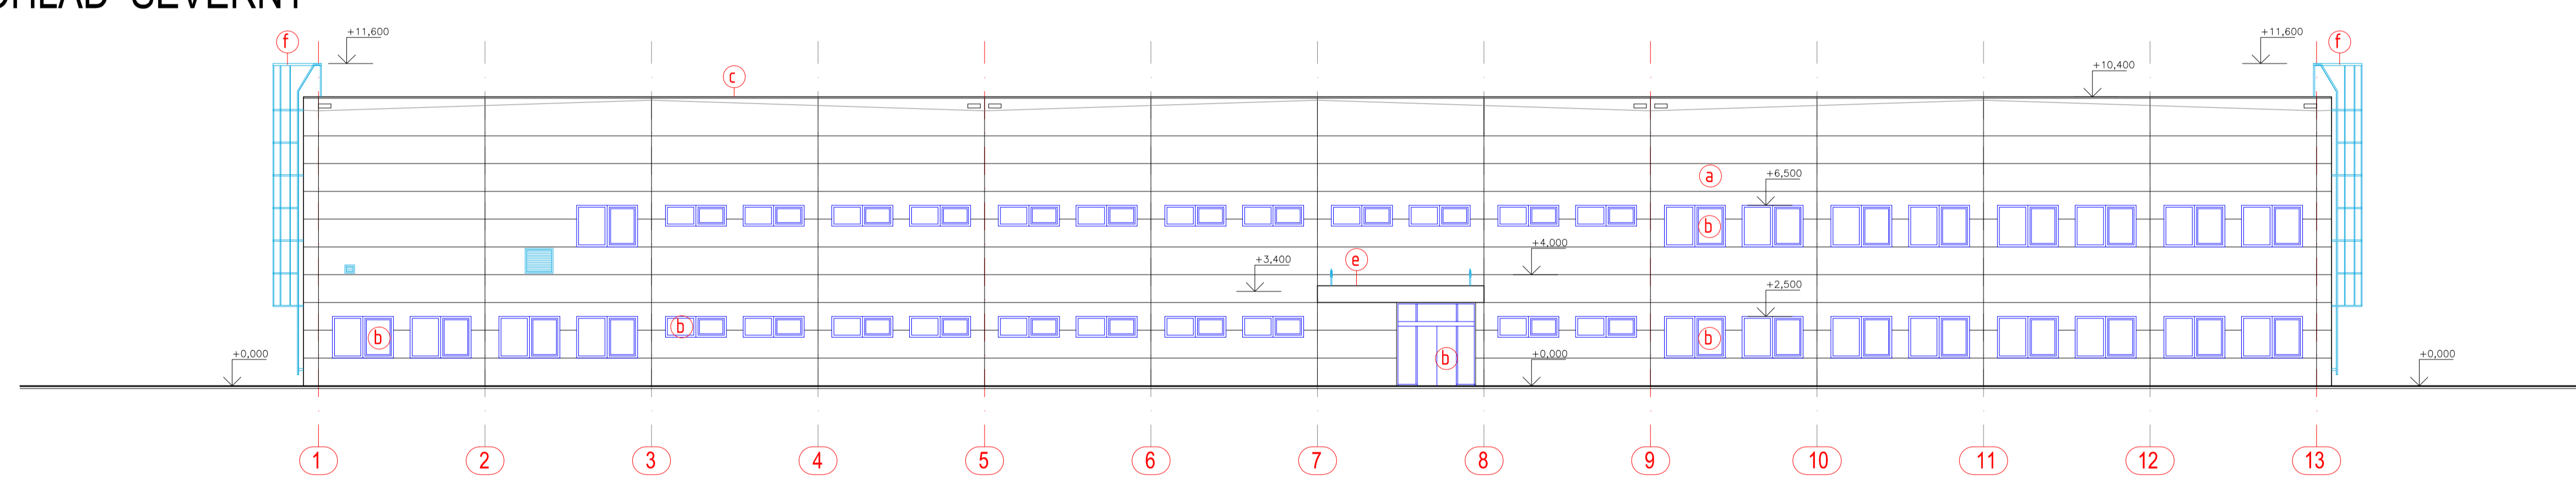 SEVERNÝ
f
+11,600
c
+11,600
f
+10,400
a
+6,500
b
+4,000
+3,400
e
+2,500
b
b
b
b
+0,000
+0,000
+0,000
1 2 3 4 5 6 7 8 9 10 11 12 13